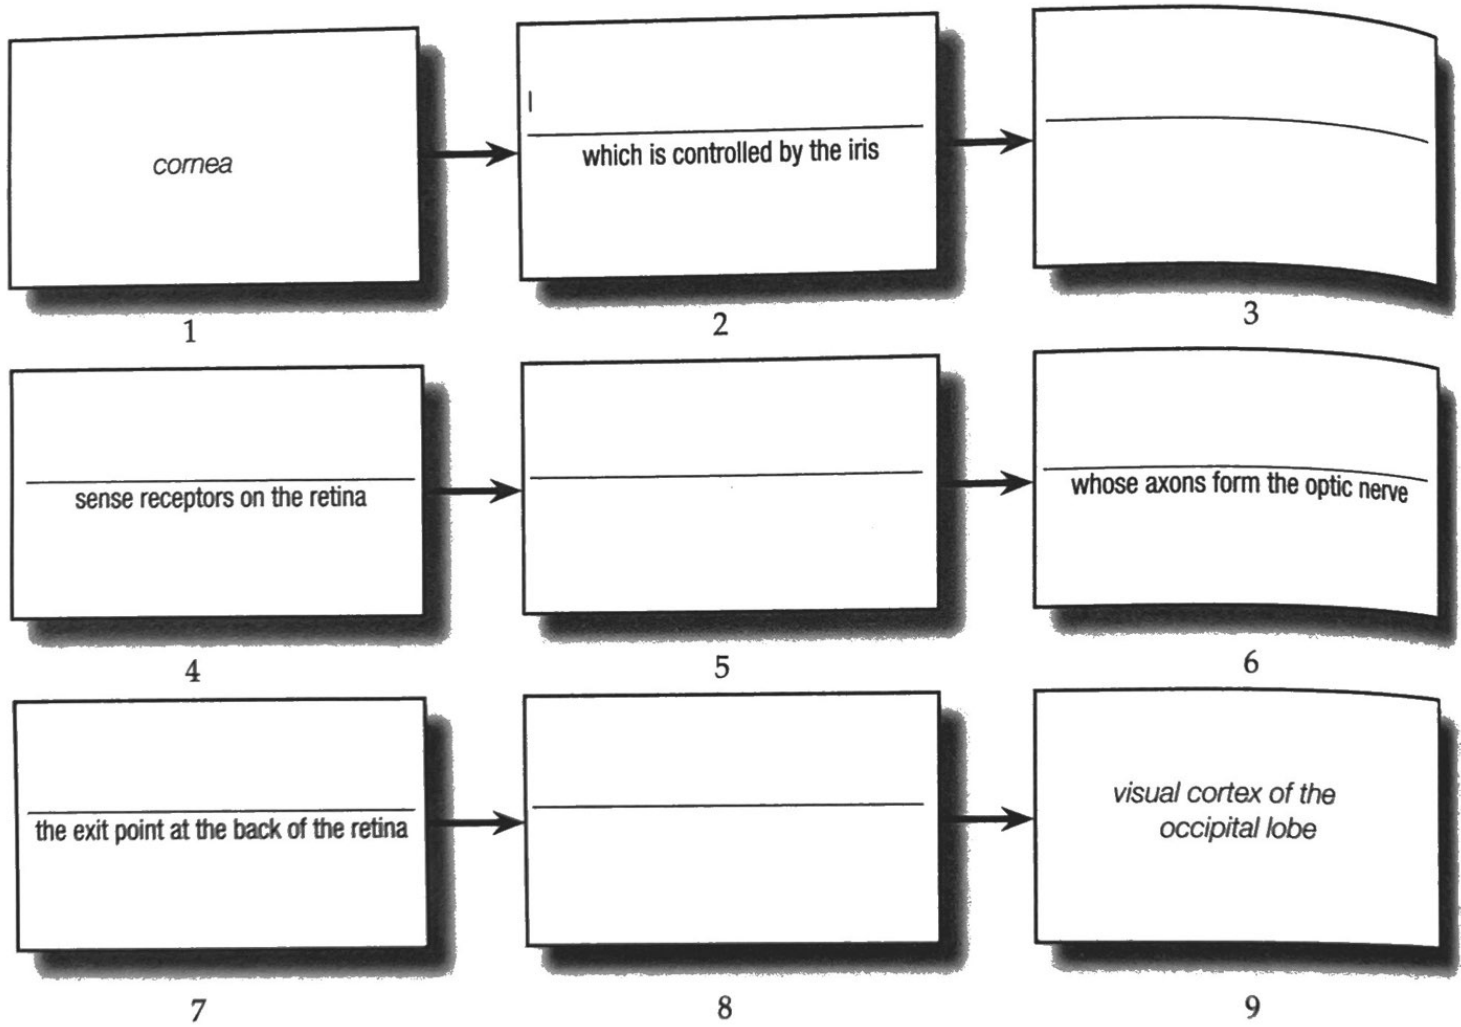 cornea
which is controlled by the iris
1
2
3
sense receptors on the retina
whose axons form the optic nerve
4
5
6
the exit point at the back of the retina
visual cortex of the
occipital lobe
7
8
9